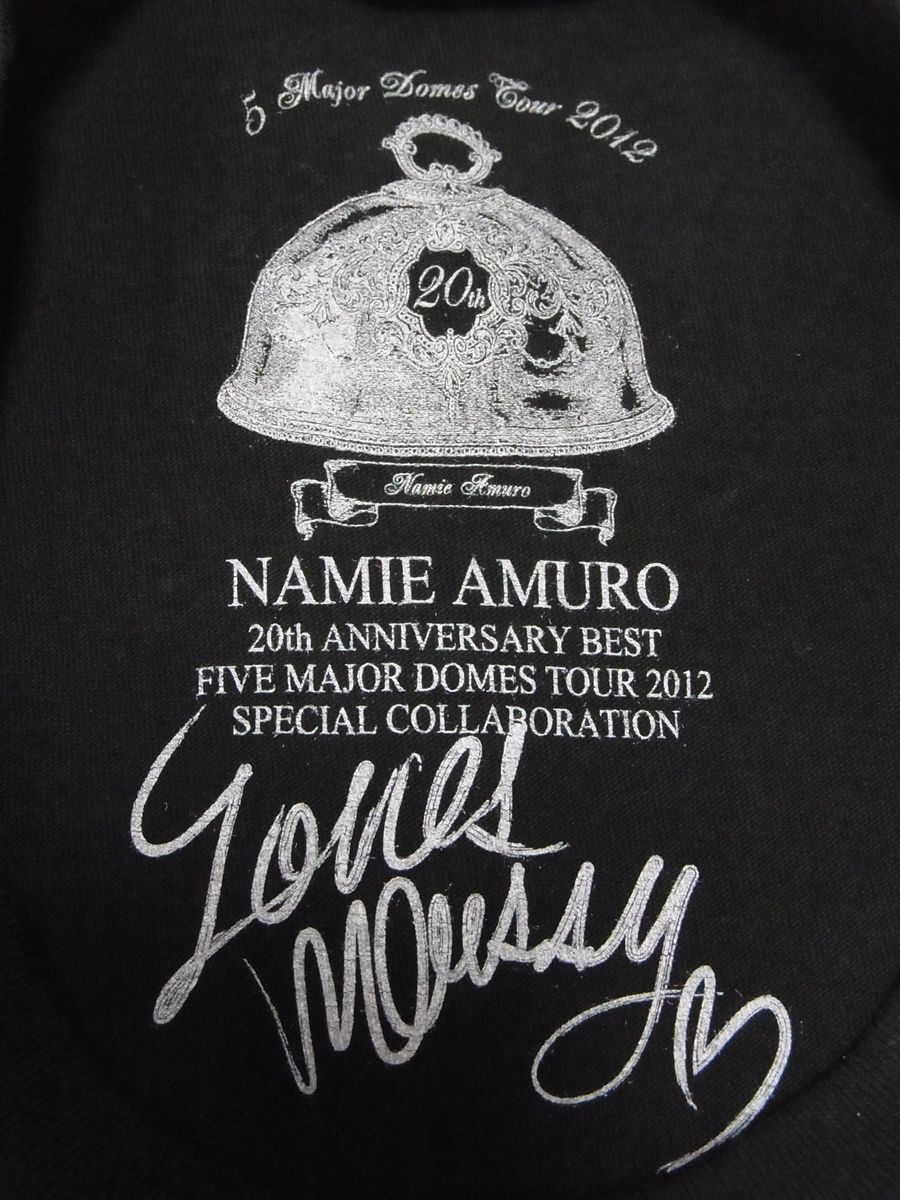 5 Major Domes Tour 2012
20th
Namie Amuro
NAMIE AMURO
20th ANNIVERSARY BEST
FIVE MAJOR DOMES TOUR 2012
SPECIAL COLLABORATION
moussy